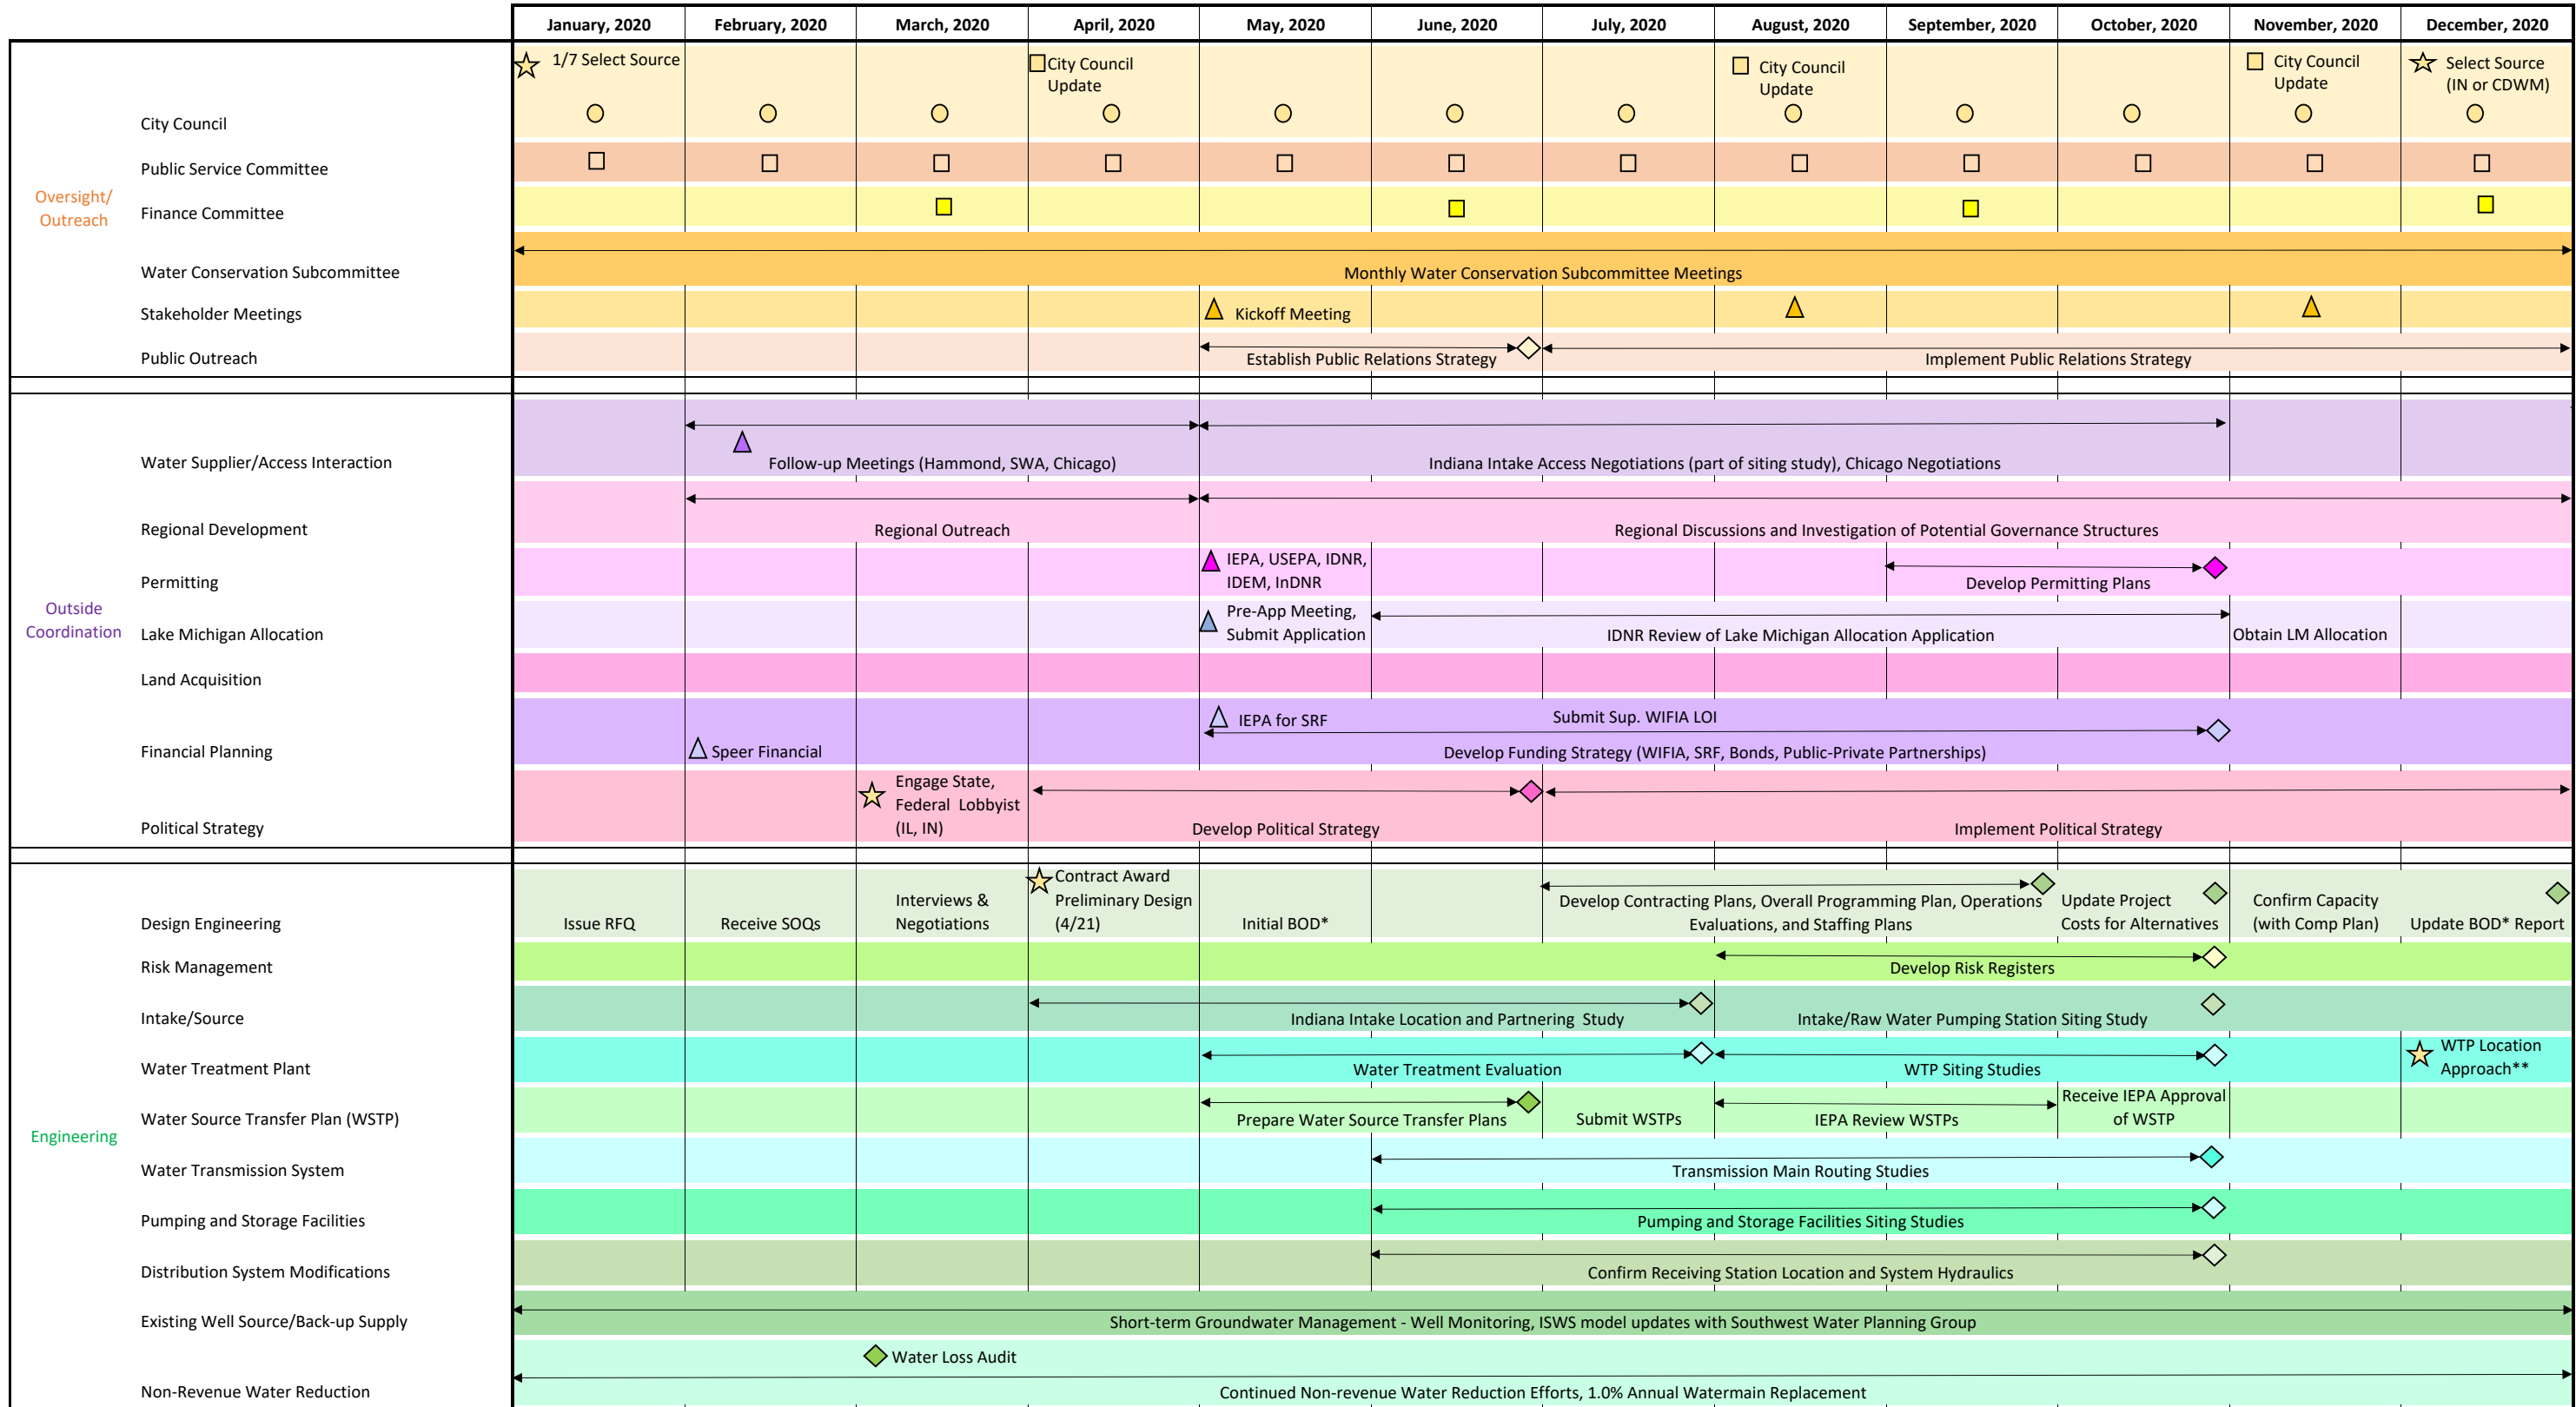 January, 2020
February, 2020
March, 2020
April, 2020
May, 2020
June, 2020
July, 2020
August, 2020
September, 2020
October, 2020
November, 2020
December, 2020
Oversight/
Outreach
1/7 Select Source
City Council
Update
City Council
Update
City Council
Update
Select Source
(IN or CDWM)
City Council
Public Service Committee
Finance Committee
Water Conservation Subcommittee
Monthly Water Conservation Subcommittee Meetings
Stakeholder Meetings
Kickoff Meeting
Public Outreach
Establish Public Relations Strategy
Implement Public Relations Strategy
Outside
Coordination
Water Supplier/Access Interaction
Follow-up Meetings (Hammond, SWA, Chicago)
Indiana Intake Access Negotiations (part of siting study), Chicago Negotiations
Regional Development
Regional Outreach
Regional Discussions and Investigation of Potential Governance Structures
Permitting
IEPA, USEPA, IDNR,
IDEM, InDNR
Develop Permitting Plans
Lake Michigan Allocation
Pre-App Meeting,
Submit Application
IDNR Review of Lake Michigan Allocation Application
Obtain LM Allocation
Land Acquisition
Financial Planning
Speer Financial
IEPA for SRF
Submit Sup. WIFIA LOI
Develop Funding Strategy (WIFIA, SRF, Bonds, Public-Private Partnerships)
Political Strategy
Engage State,
Federal Lobbyist
(IL, IN)
Develop Political Strategy
Implement Political Strategy
Engineering
Design Engineering
Issue RFQ
Receive SOQs
Interviews &
Negotiations
Contract Award
Preliminary Design
(4/21)
Initial BOD*
Develop Contracting Plans, Overall Programming Plan, Operations
Evaluations, and Staffing Plans
Update Project
Costs for Alternatives
Confirm Capacity
(with Comp Plan)
Update BOD* Report
Risk Management
Develop Risk Registers
Intake/Source
Indiana Intake Location and Partnering Study
Intake/Raw Water Pumping Station Siting Study
Water Treatment Plant
Water Treatment Evaluation
WTP Siting Studies
WTP Location
Approach**
Water Source Transfer Plan (WSTP)
Prepare Water Source Transfer Plans
Submit WSTPs
IEPA Review WSTPs
Receive IEPA Approval
of WSTP
Water Transmission System
Transmission Main Routing Studies
Pumping and Storage Facilities
Pumping and Storage Facilities Siting Studies
Distribution System Modifications
Confirm Receiving Station Location and System Hydraulics
Existing Well Source/Back-up Supply
Short-term Groundwater Management - Well Monitoring, ISWS model updates with Southwest Water Planning Group
Water Loss Audit
Non-Revenue Water Reduction
Continued Non-revenue Water Reduction Efforts, 1.0% Annual Watermain Replacement